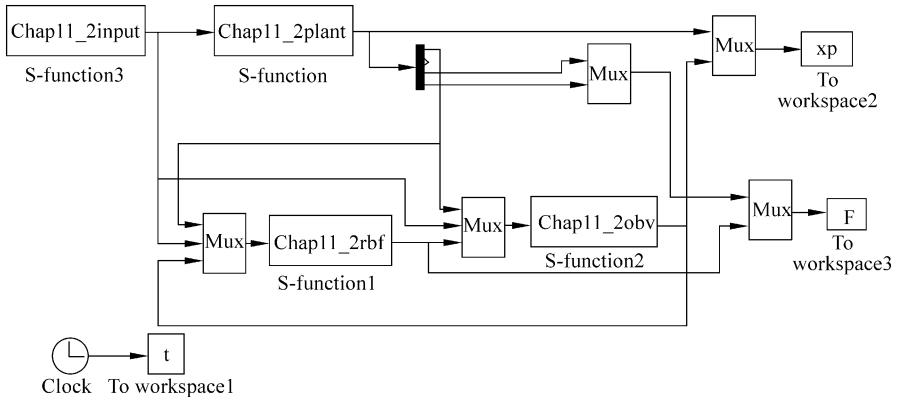 Chap11_2input
S-function3
Chap11_2plant
S-function
Mux
Mux
xp
To
workspace2
Mux
Chap11_2rbf
S-function1
Mux
Chap11_2obv
S-function2
Mux
F
To
workspace3
Clock
t
To workspace1